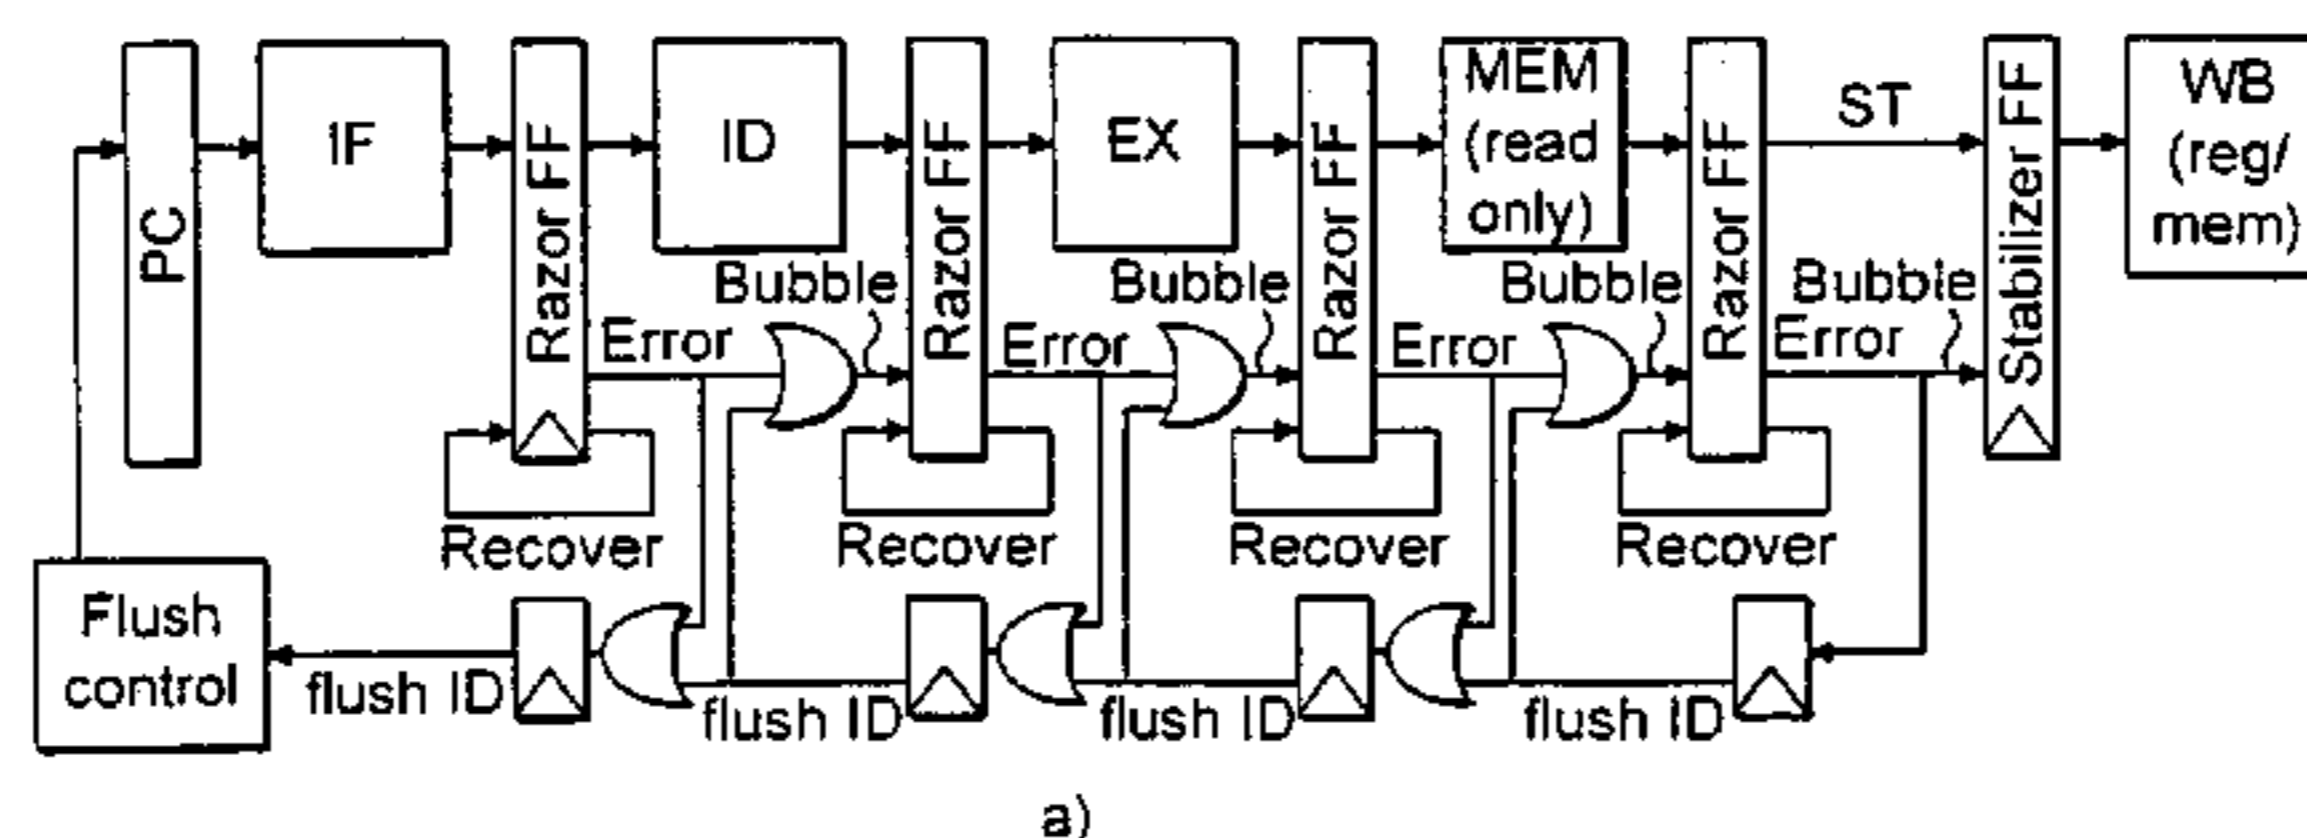 PC
IF
Razor FF
ID
Razor FF
EX
Razor FF
MEM
(read
only)
Razor FF
ST
Stabilizer FF
WB
(reg/
mem)
Bubble
Bubble
Bubble
Bubble
Error
Error
Error
Error
Recover
Recover
Recover
Recover
Flush
control
flush ID
flush ID
flush ID
flush ID
a)